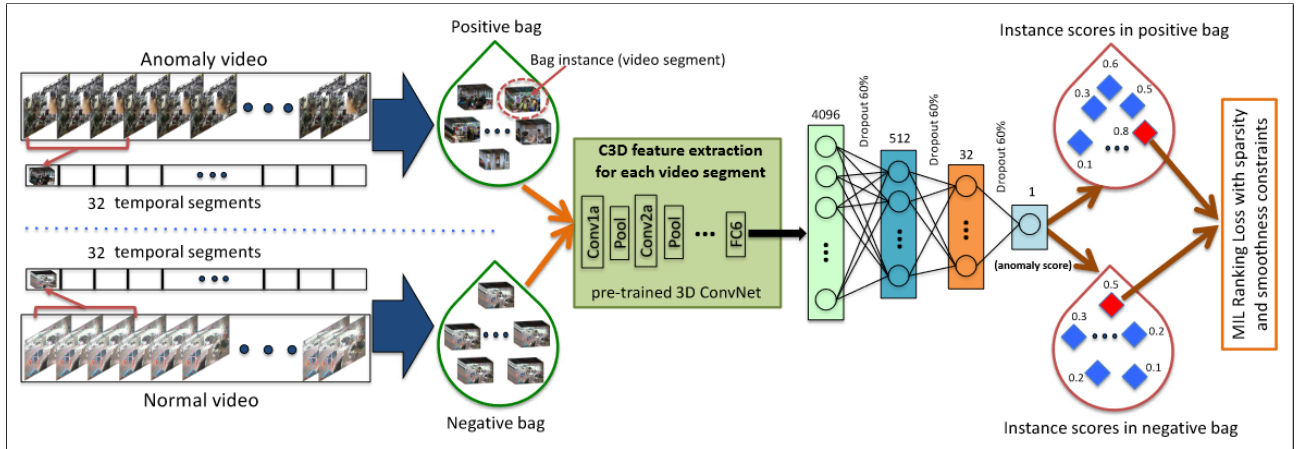 Anomaly video
32 temporal segments
32 temporal segments
Normal video
Positive bag
Bag instance (video segment)
Negative bag
C3D feature extraction
for each video segment
Conv1a
Pool
Conv2a
Pool
...
FC6
pre-trained 3D ConvNet
4096
Dropout 60%
512
Dropout 60%
32
Dropout 60%
1
(anomaly score)
Instance scores in positive bag
0.6
0.3
0.5
0.8
0.1
0.5
0.3
0.2
0.2
0.1
Instance scores in negative bag
MIL Ranking Loss with sparsity
and smoothness constraints